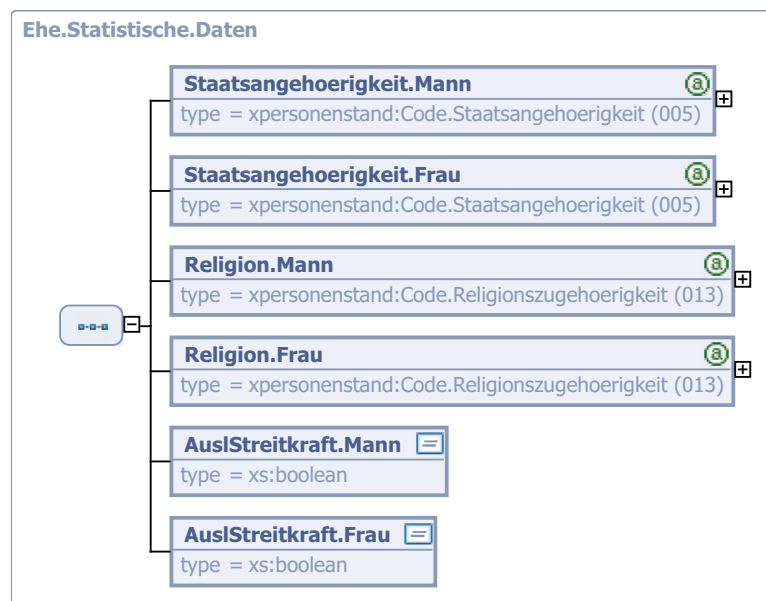 Ehe.Statistische.Daten
Staatsangehoerigkeit.Mann
type = xpersonenstand:Code.Staatsangehoerigkeit (005)
Staatsangehoerigkeit.Frau
type = xpersonenstand:Code.Staatsangehoerigkeit (005)
Religion.Mann
type = xpersonenstand:Code.Religionszugehoerigkeit (013)
Religion.Frau
type = xpersonenstand:Code.Religionszugehoerigkeit (013)
AuslStreitkraft.Mann
type = xs:boolean
AuslStreitkraft.Frau
type = xs:boolean